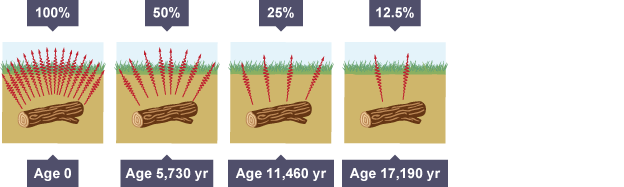 100% 50% 25% 12.5%
Age 0 Age 5,730 yr Age 11,460 yr Age 17,190 yr